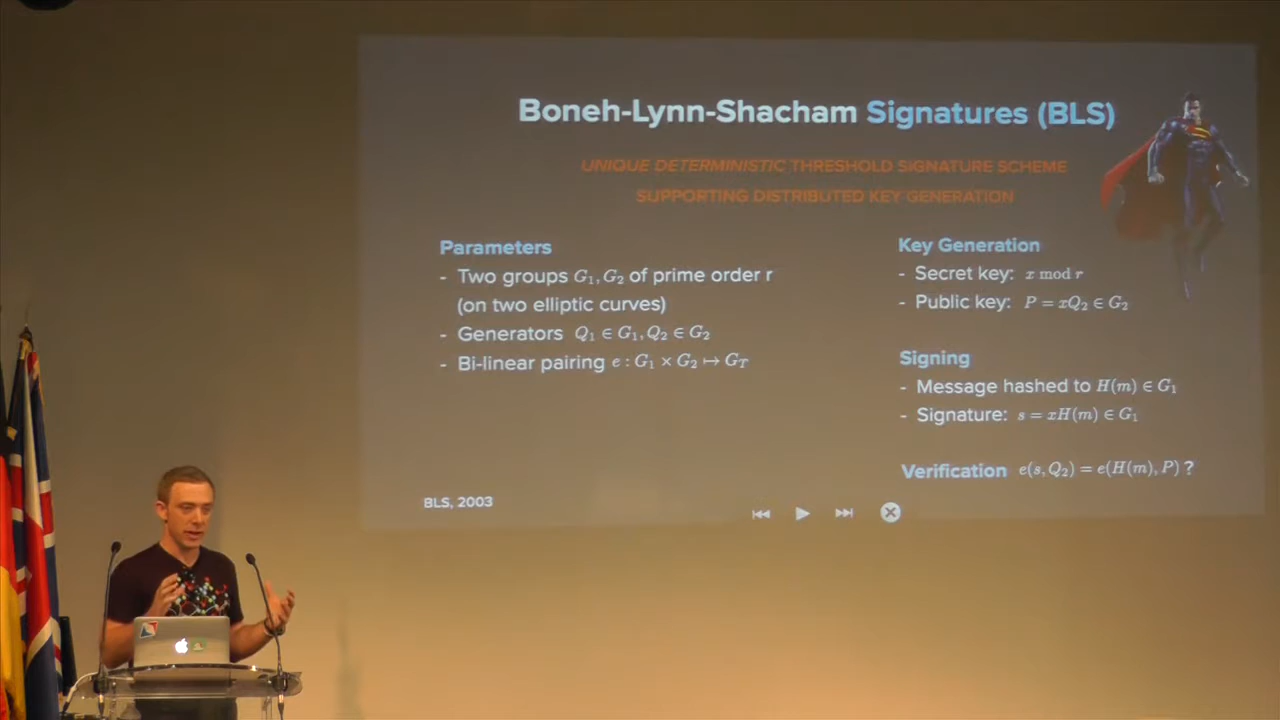 Boneh-Lynn-Shacham Signatures (BLS)
UNIQUE DETERMINISTIC THRESHOLD SIGNATURE SCHEME
SUPPORTING DISTRIBUTED KEY GENERATION
Parameters
- Two groups G₁, G₂ of prime order r
(on two elliptic curves)
- Generators Q₁ ∈ G₁, Q₂ ∈ G₂
- Bi-linear pairing e : G₁ × G₂ ↦ G_T
Key Generation
- Secret key: x mod r
- Public key: P = xQ₂ ∈ G₂
Signing
- Message hashed to H(m) ∈ G₁
- Signature: s = xH(m) ∈ G₁
Verification e(s, Q₂) = e(H(m), P) ?
BLS, 2003